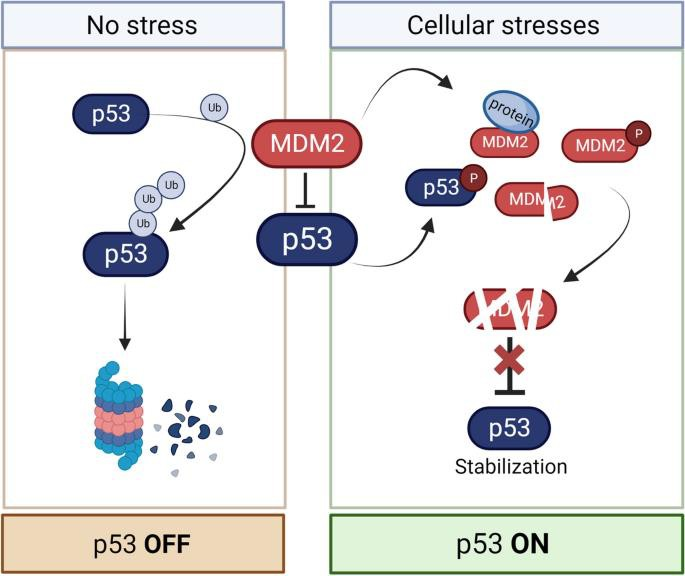 No stress
Cellular stresses
p53
Ub
MDM2
p53
Ub
Ub
Ub
p53
protein
MDM2
MDM2
P
p53
P
MDM2
MDM2
p53
Stabilization
p53 OFF
p53 ON